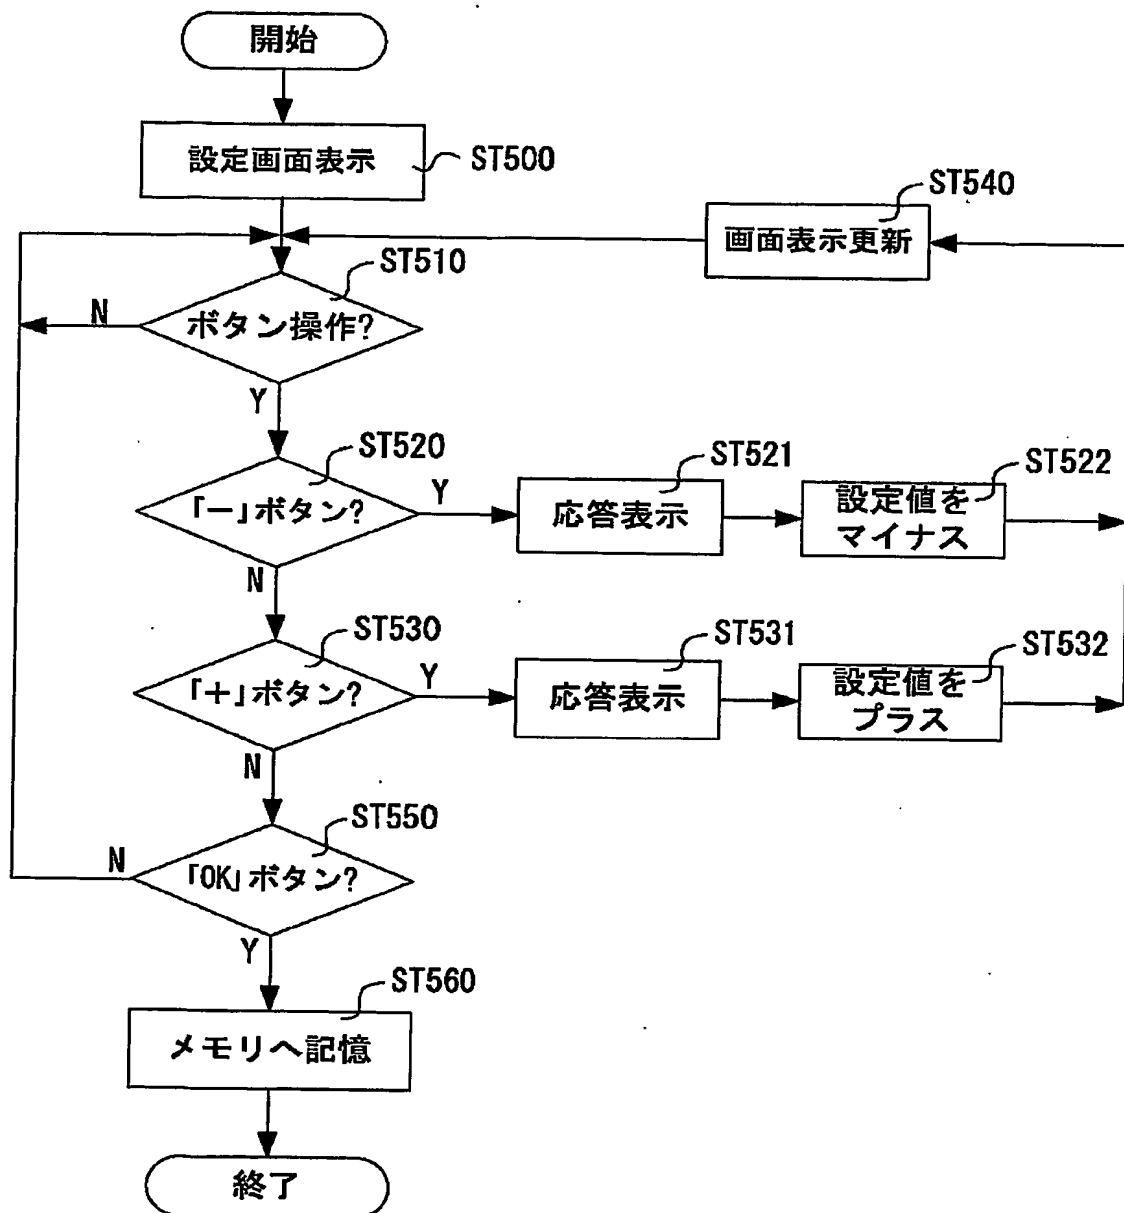 開始
設定画面表示
ST500
ST540
画面表示更新
ST510
ボタン操作?
N
Y
ST520
「ー」ボタン?
Y
N
ST521
応答表示
ST522
設定値を
マイナス
ST530
「+」ボタン?
Y
N
ST531
応答表示
ST532
設定値を
プラス
ST550
「OK」ボタン?
N
Y
ST560
メモリへ記憶
終了